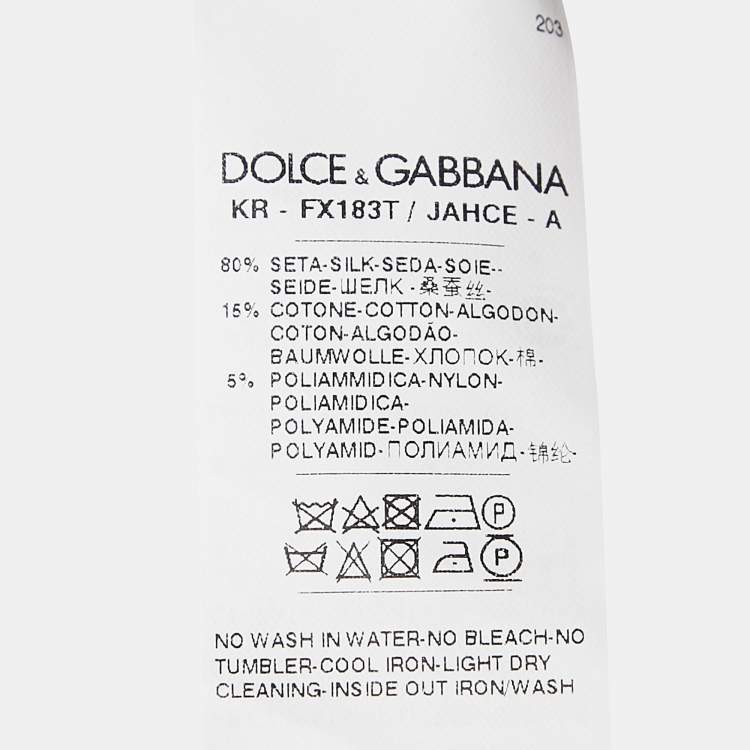 203
DOLCE & GABBANA
KR - FX183T / JAHCE - A
80% SETA-SILK-SEDA-SOIE--
SEIDE-ШЕЛК -桑蚕丝-
15% COTONE-COTTON-ALGODON-
COTON-ALGODÃO-
BAUMWOLLE-ХЛОПОК-棉-
5% POLIAMMIDICA-NYLON-
POLIAMIDICA-
POLYAMIDE-POLIAMIDA-
POLYAMID-ПОЛИАМИД-锦纶-
P
P
NO WASH IN WATER-NO BLEACH-NO
TUMBLER-COOL IRON-LIGHT DRY
CLEANING-INSIDE OUT IRON/WASH